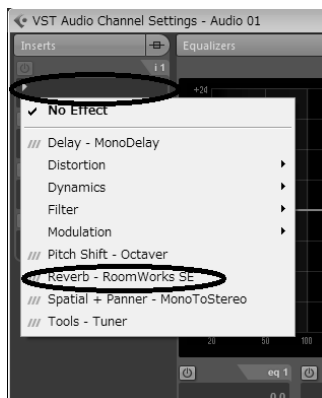 VST Audio Channel Settings - Audio 01
Inserts Equalizers
i 1
+24
No Effect
Delay - MonoDelay
Distortion
Dynamics
Filter
Modulation
Pitch Shift - Octaver
Reverb - RoomWorks SE
Spatial + Panner - MonoToStereo
Tools - Tuner
20 50 100
eq 1
0.0